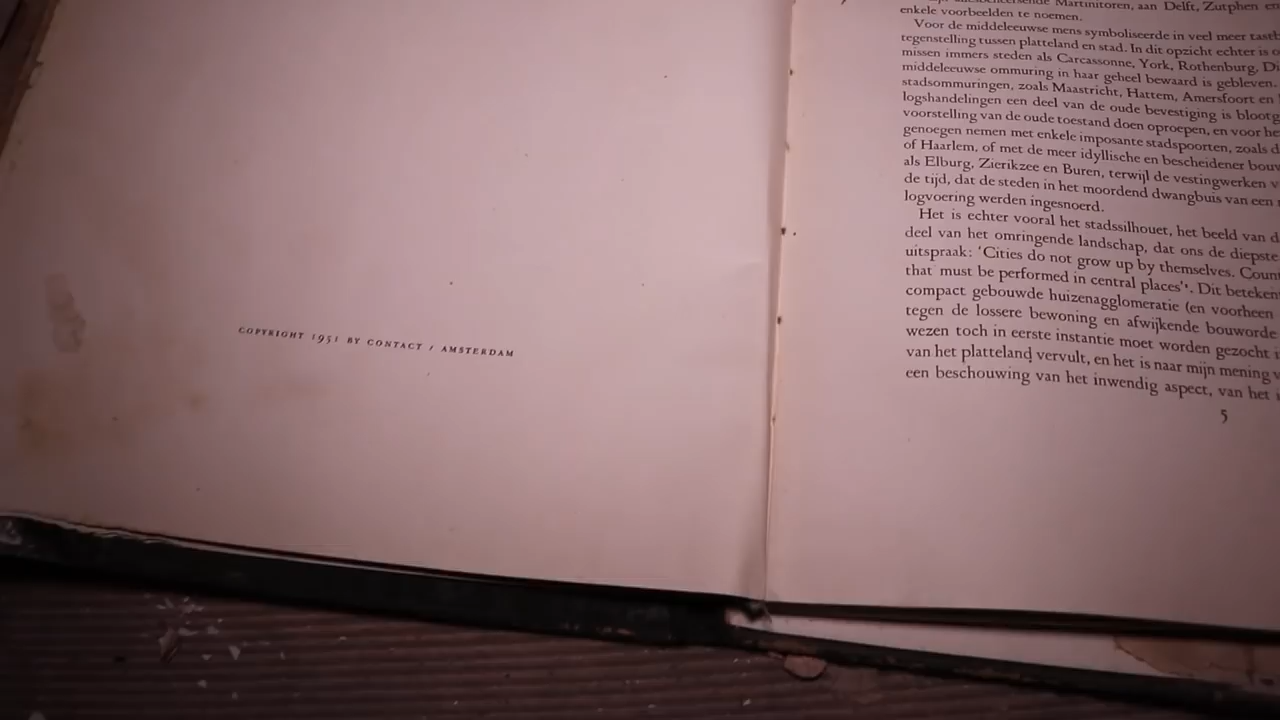 COPYRIGHT 1951 BY CONTACT / AMSTERDAM
Martinitoren, aan Delft, Zutphen en
enkele voorbeelden te noemen.
Voor de middeleeuwse mens symboliseerde in veel meer
tegenstelling tussen platteland en stad. In dit opzicht echter is
missen immers steden als Carcassonne, York, Rothenburg,
middeleeuwse ommuring in haar geheel bewaard is gebleven.
stadsommuringen, zoals Maastricht, Hattem, Amersfoort en
logshandelingen een deel van de oude bevestiging is
voorstelling van de oude toestand doen oproepen, en voor
genoegen nemen met enkele imposante stadspoorten, zoals
of Haarlem, of met de meer idyllische en bescheidener
als Elburg, Zierikzee en Buren, terwijl de vestingwerken
de tijd, dat de steden in het moordend dwangbuis van een
logvoering werden ingesnoerd.
Het is echter vooral het stadssilhouet, het beeld van
deel van het omringende landschap, dat ons de diepste
uitspraak: 'Cities do not grow up by themselves.
that must be performed in central places'¹. Dit
compact gebouwde huizenagglomeratie (en voorheen
tegen de lossere bewoning en afwijkende bouworde
wezen toch in eerste instantie moet worden gezocht
van het platteland vervult, en het is naar mijn mening
een beschouwing van het inwendig aspect, van het
5